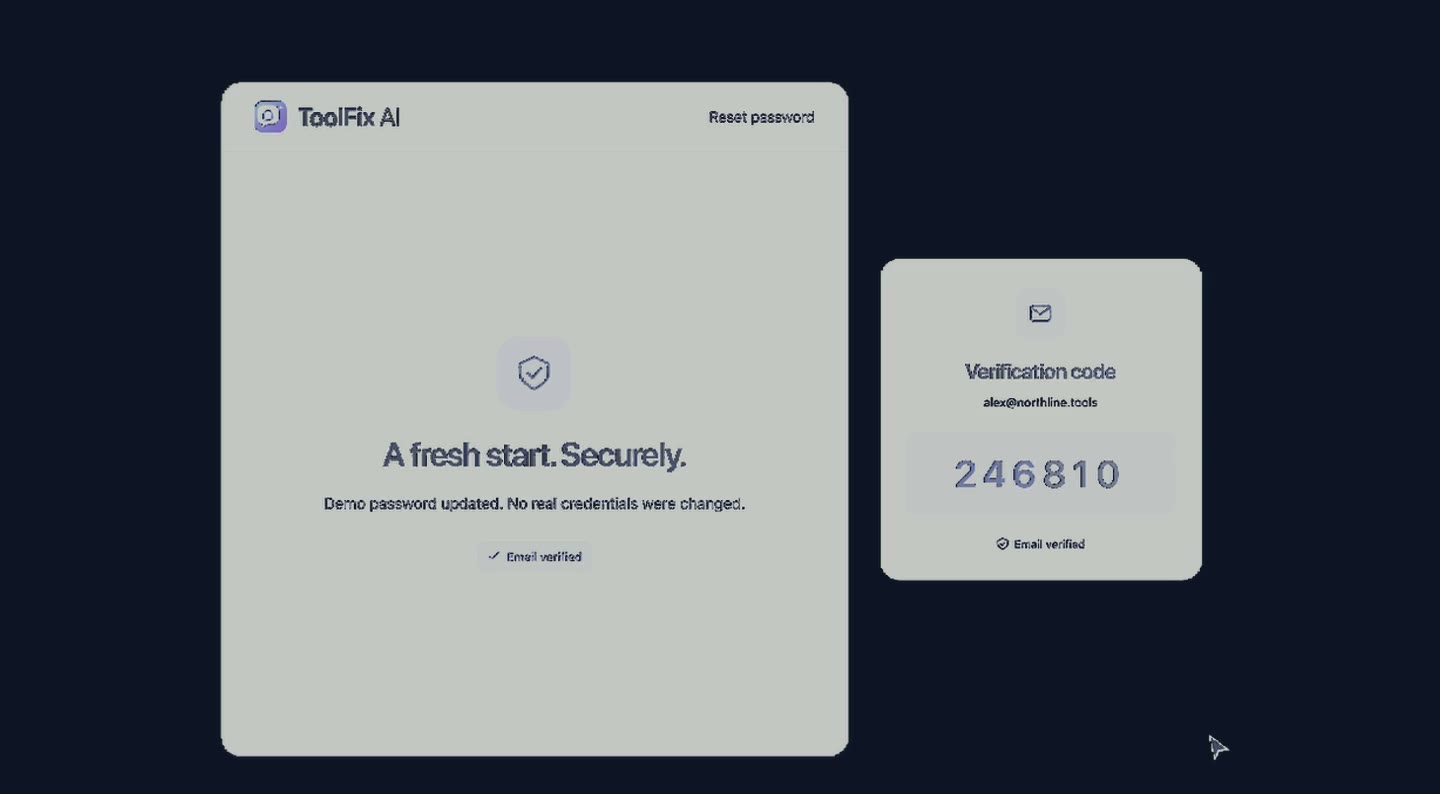 ToolFix AI
Reset password
A fresh start. Securely.
Demo password updated. No real credentials were changed.
Email verified
Verification code
alex@northline.tools
246810
Email verified